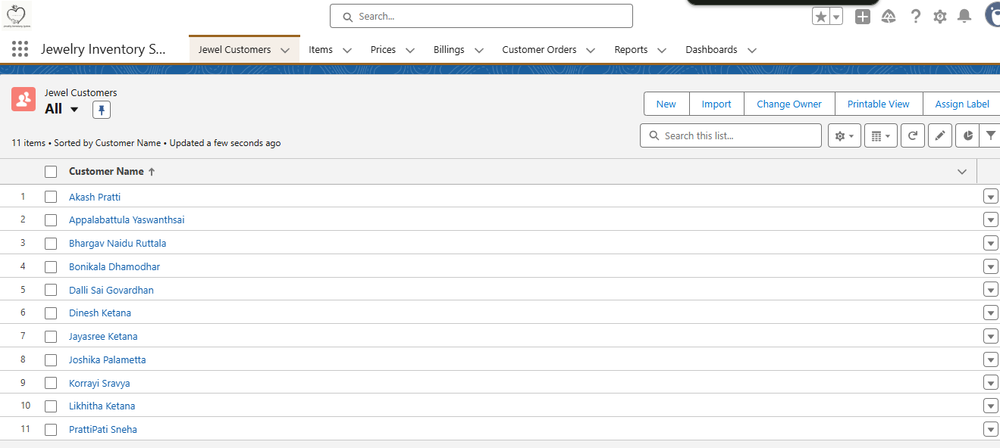 Search...
Jewelry Inventory S...
Jewel Customers Items Prices Billings Customer Orders Reports Dashboards
Jewel Customers
All
New Import Change Owner Printable View Assign Label
11 items • Sorted by Customer Name • Updated a few seconds ago
Search this list...
Customer Name
1 Akash Pratti
2 Appalabattula Yaswanthsai
3 Bhargav Naidu Ruttala
4 Bonikala Dhamodhar
5 Dalli Sai Govardhan
6 Dinesh Ketana
7 Jayasree Ketana
8 Joshika Palametta
9 Korrayi Sravya
10 Likhitha Ketana
11 PrattiPati Sneha